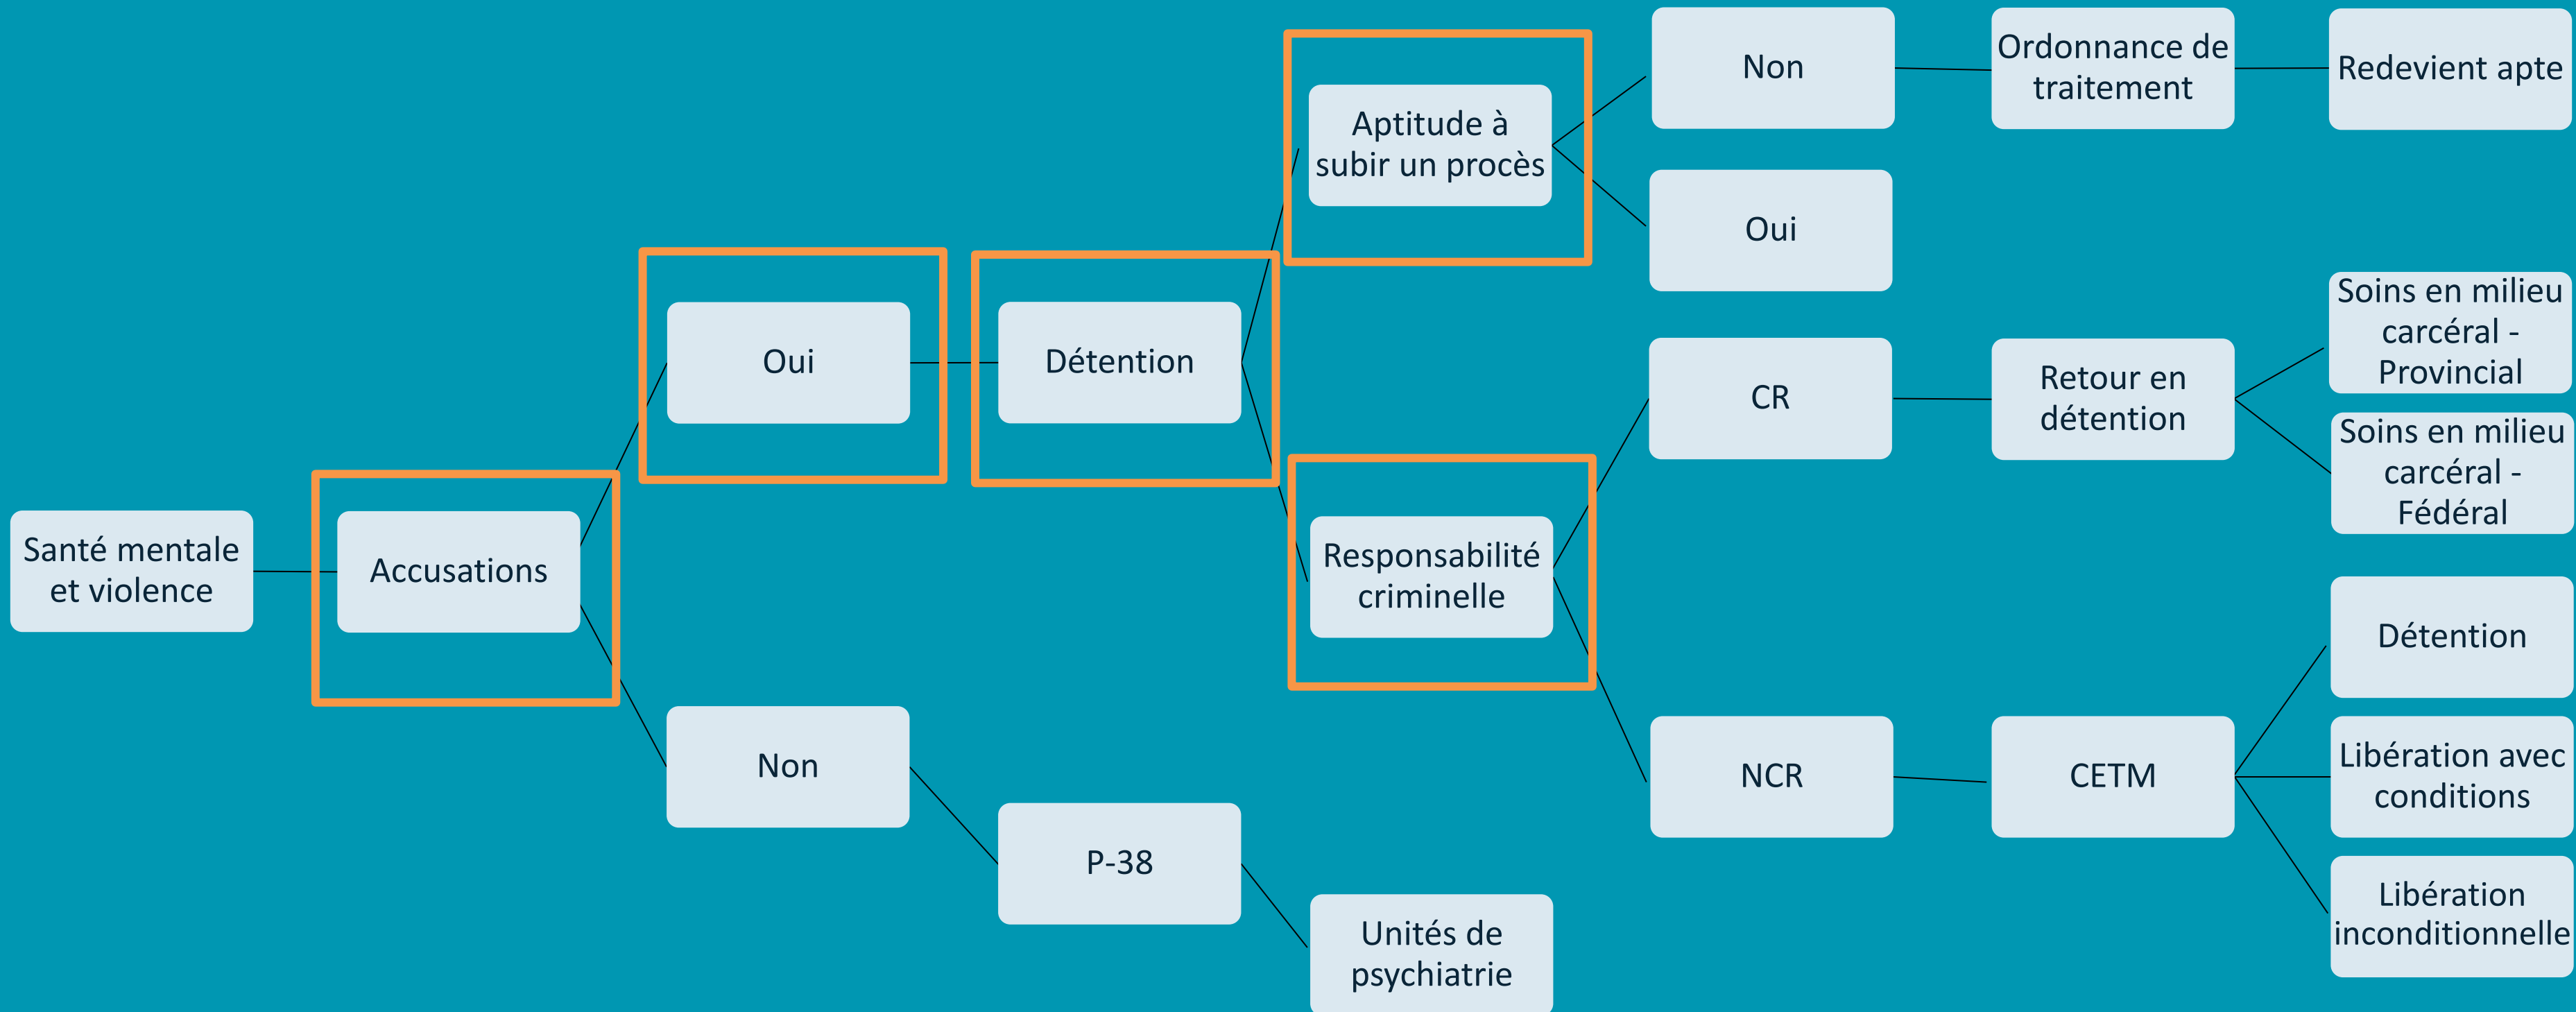 Santé mentale
et violence
Accusations
Oui
Non
Détention
P-38
Aptitude à
subir un procès
Responsabilité
criminelle
Unités de
psychiatrie
Non
Oui
CR
NCR
Ordonnance de
traitement
Retour en
détention
CETM
Redevient apte
Soins en milieu
carcéral -
Provincial
Soins en milieu
carcéral -
Fédéral
Détention
Libération avec
conditions
Libération
inconditionnelle